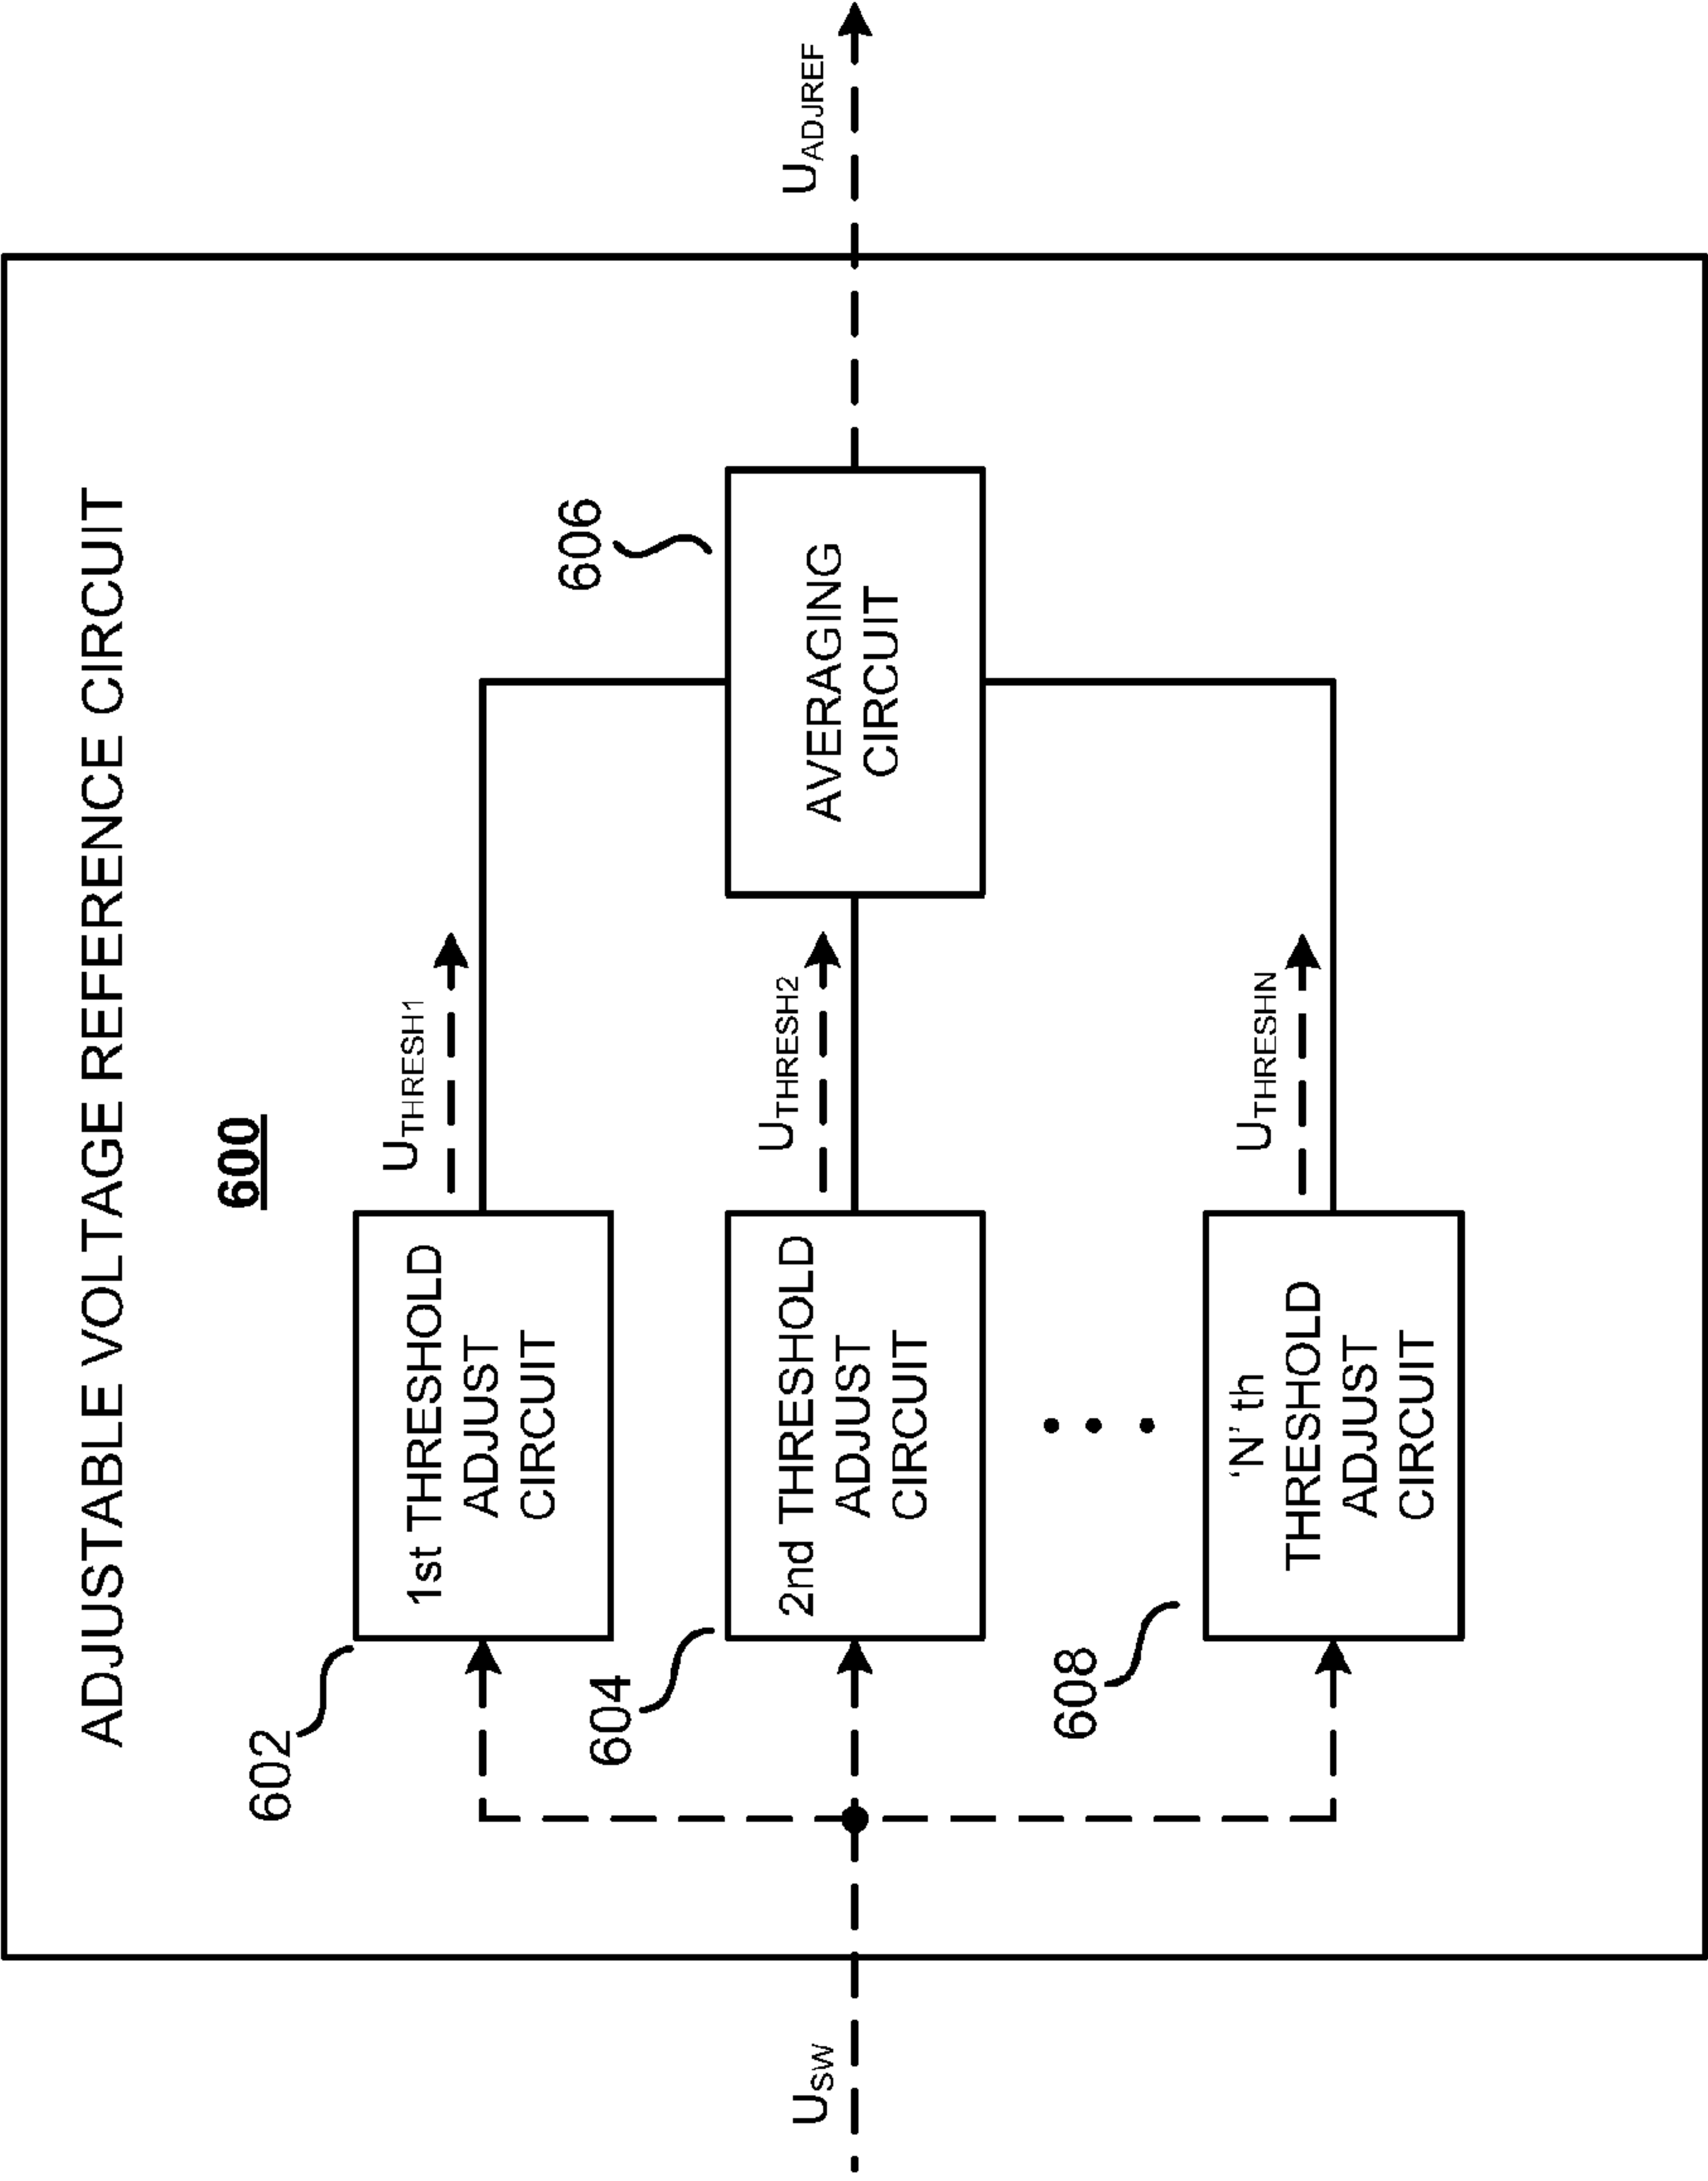 ADJUSTABLE VOLTAGE REFERENCE CIRCUIT
600
602
1st THRESHOLD
ADJUST
CIRCUIT
UTHRESH1
606
AVERAGING
CIRCUIT
USW
604
2nd THRESHOLD
ADJUST
CIRCUIT
UTHRESH2
UADJREF
608
‘N’ th
THRESHOLD
ADJUST
CIRCUIT
UTHRESHN